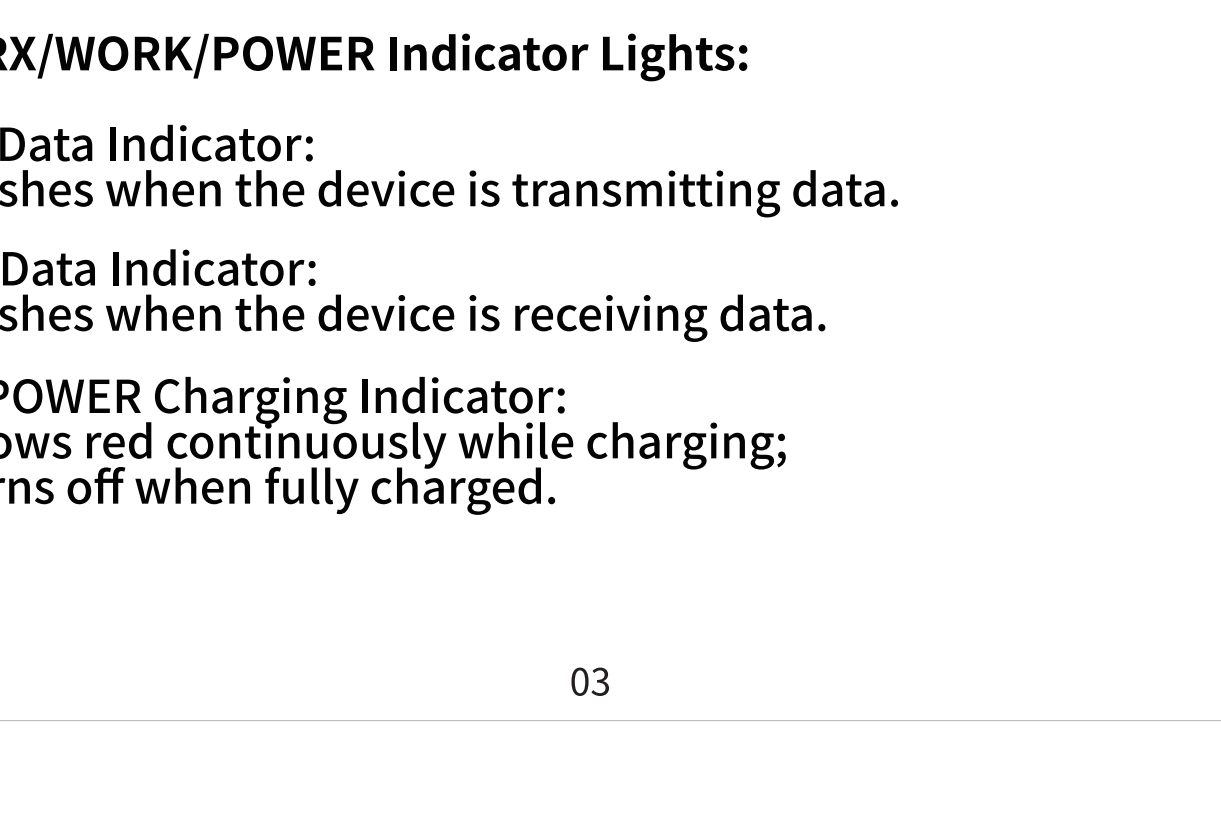 RX/WORK/POWER Indicator Lights:
Data Indicator:
shes when the device is transmitting data.
Data Indicator:
shes when the device is receiving data.
POWER Charging Indicator:
ows red continuously while charging;
rns off when fully charged.
03